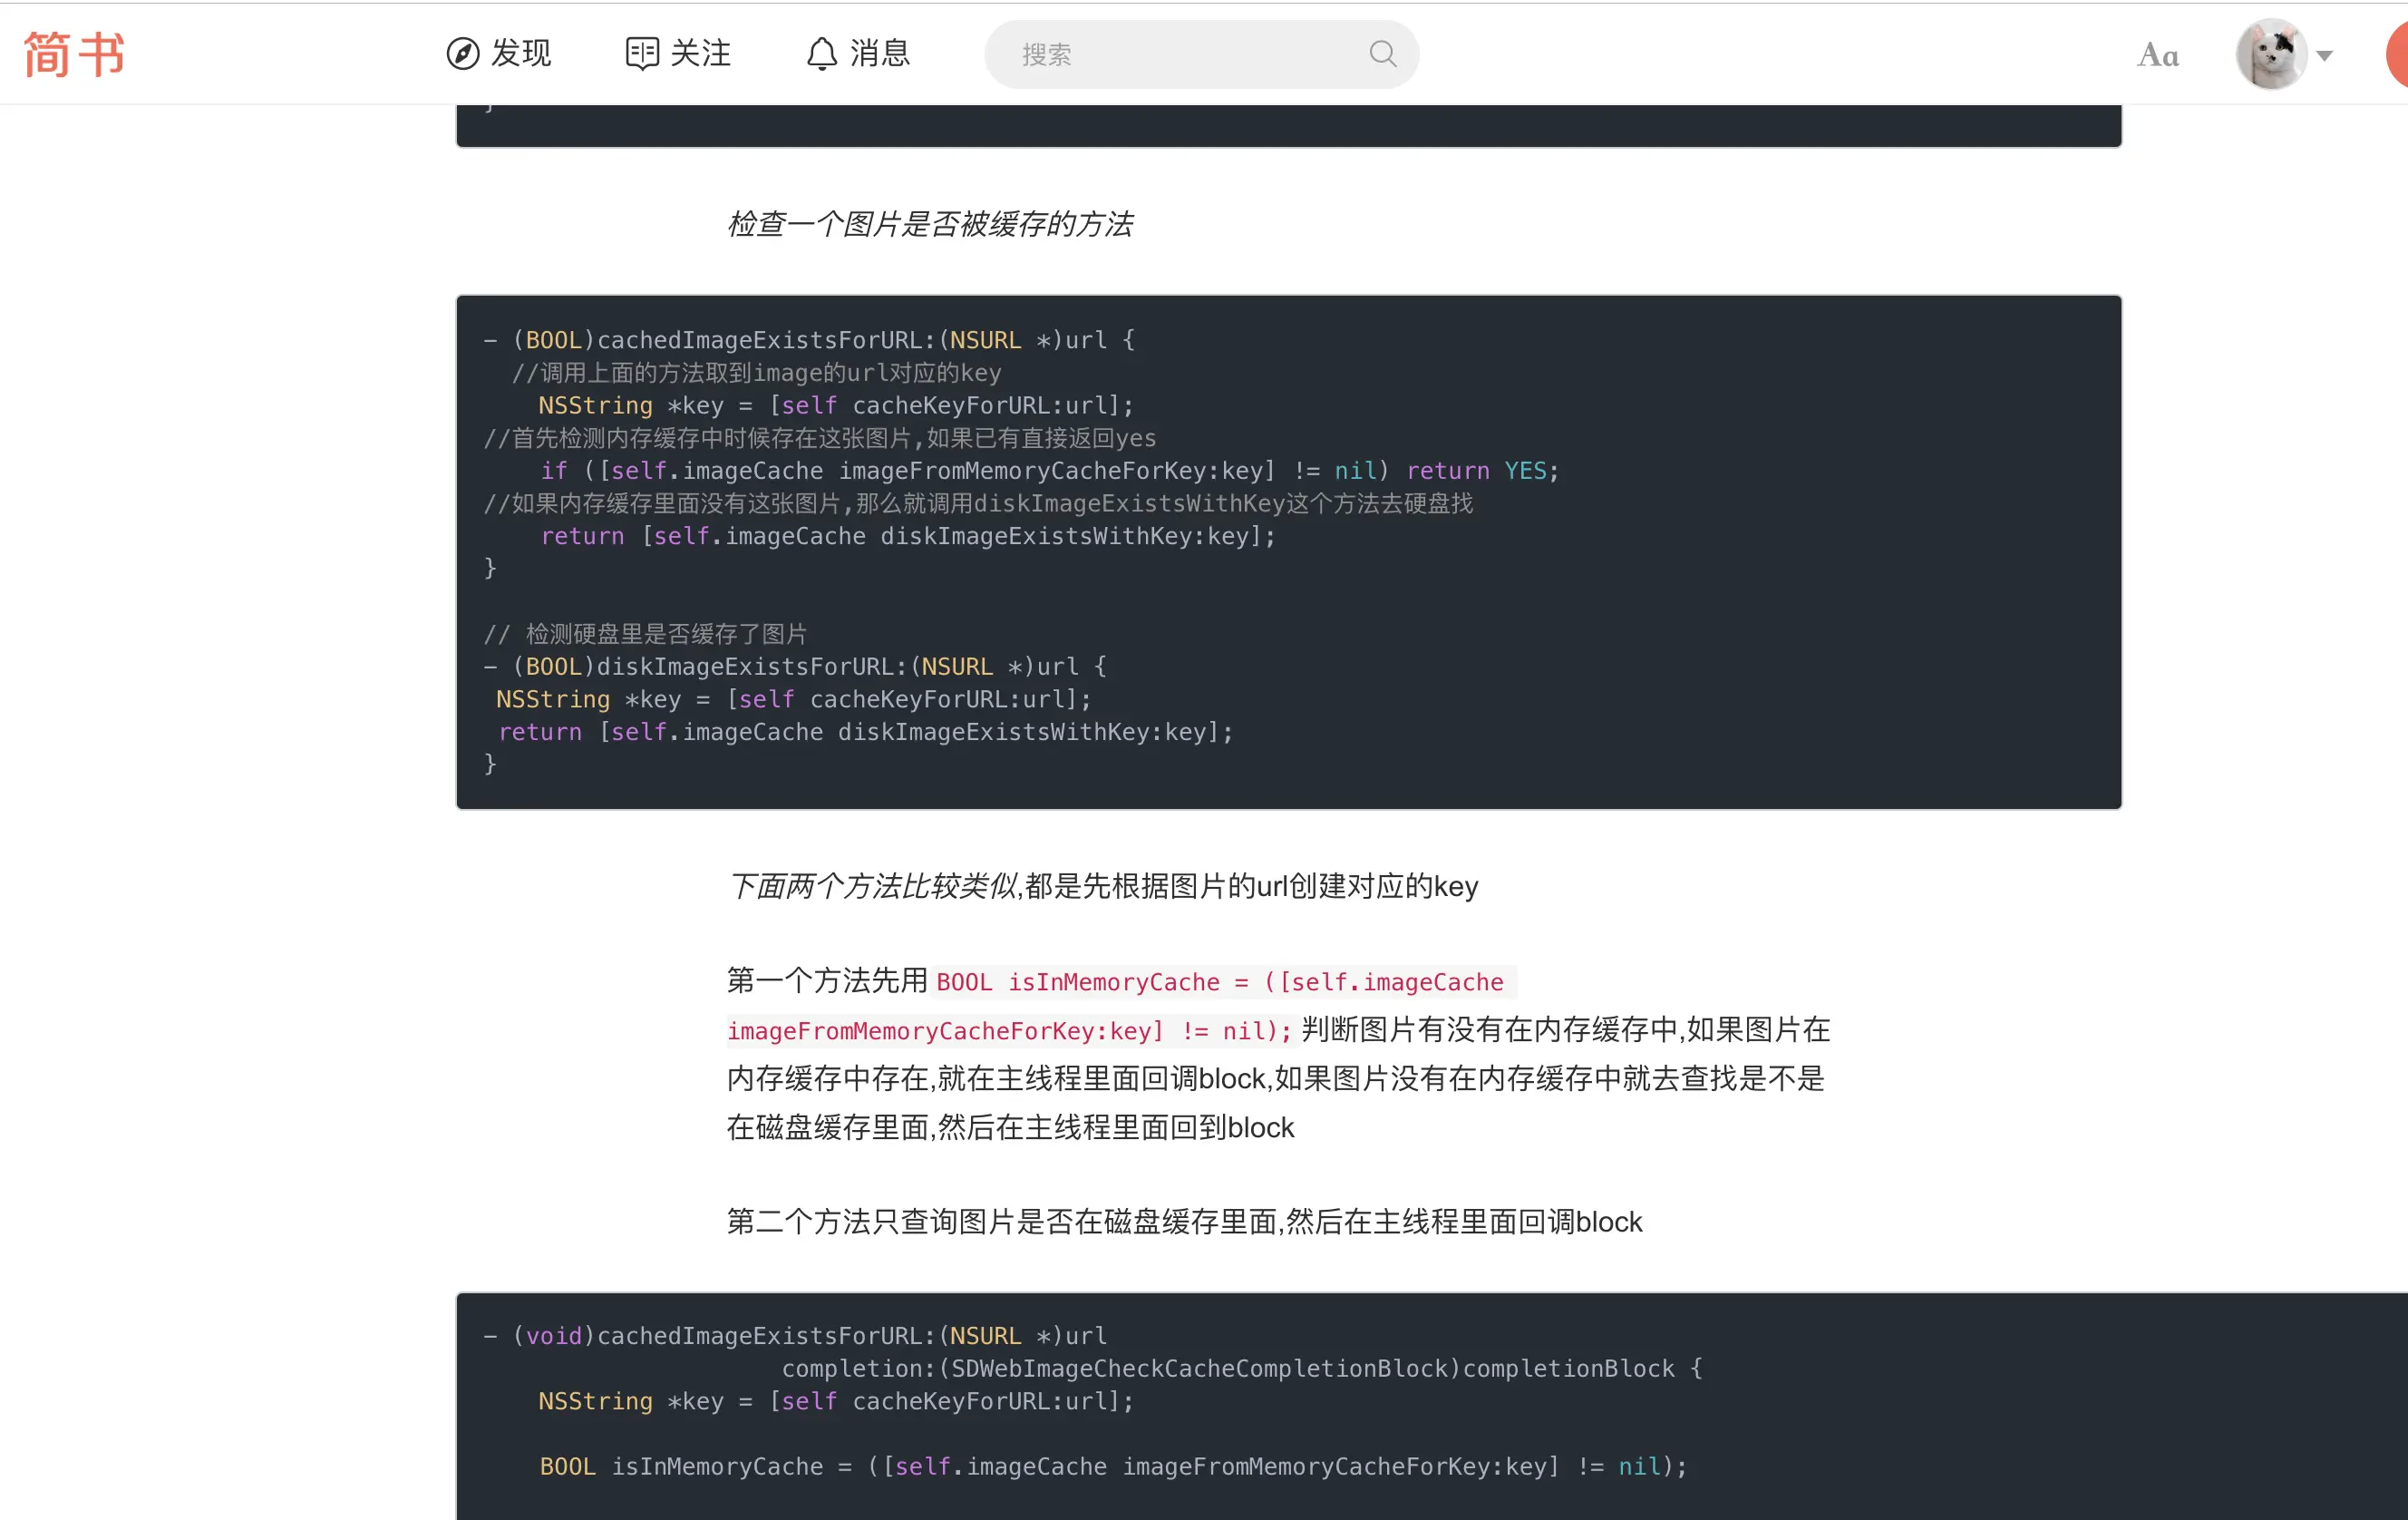 简书 发现 关注 消息 搜索 Aa
}
检查一个图片是否被缓存的方法
- (BOOL)cachedImageExistsForURL:(NSURL *)url {
  //调用上面的方法取到image的url对应的key
    NSString *key = [self cacheKeyForURL:url];
//首先检测内存缓存中时候存在这张图片,如果已有直接返回yes
    if ([self.imageCache imageFromMemoryCacheForKey:key] != nil) return YES;
//如果内存缓存里面没有这张图片,那么就调用diskImageExistsWithKey这个方法去硬盘找
    return [self.imageCache diskImageExistsWithKey:key];
}
// 检测硬盘里是否缓存了图片
- (BOOL)diskImageExistsForURL:(NSURL *)url {
 NSString *key = [self cacheKeyForURL:url];
 return [self.imageCache diskImageExistsWithKey:key];
}
下面两个方法比较类似,都是先根据图片的url创建对应的key
第一个方法先用BOOL isInMemoryCache = ([self.imageCache
imageFromMemoryCacheForKey:key] != nil);判断图片有没有在内存缓存中,如果图片在
内存缓存中存在,就在主线程里面回调block,如果图片没有在内存缓存中就去查找是不是
在磁盘缓存里面,然后在主线程里面回到block
第二个方法只查询图片是否在磁盘缓存里面,然后在主线程里面回调block
- (void)cachedImageExistsForURL:(NSURL *)url
                     completion:(SDWebImageCheckCacheCompletionBlock)completionBlock {
    NSString *key = [self cacheKeyForURL:url];
    BOOL isInMemoryCache = ([self.imageCache imageFromMemoryCacheForKey:key] != nil);